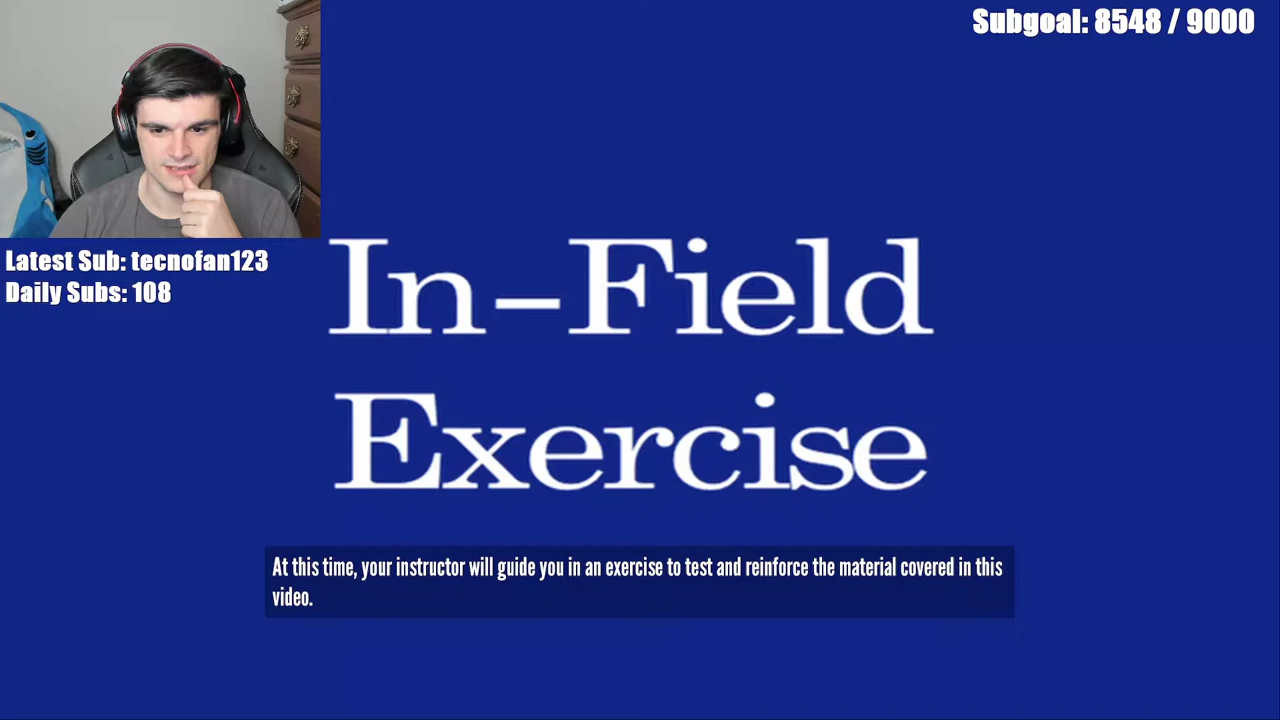 Subgoal: 8548 / 9000
Latest Sub: tecnofan123
Daily Subs: 108
In-Field
Exercise
At this time, your instructor will guide you in an exercise to test and reinforce the material covered in this
video.